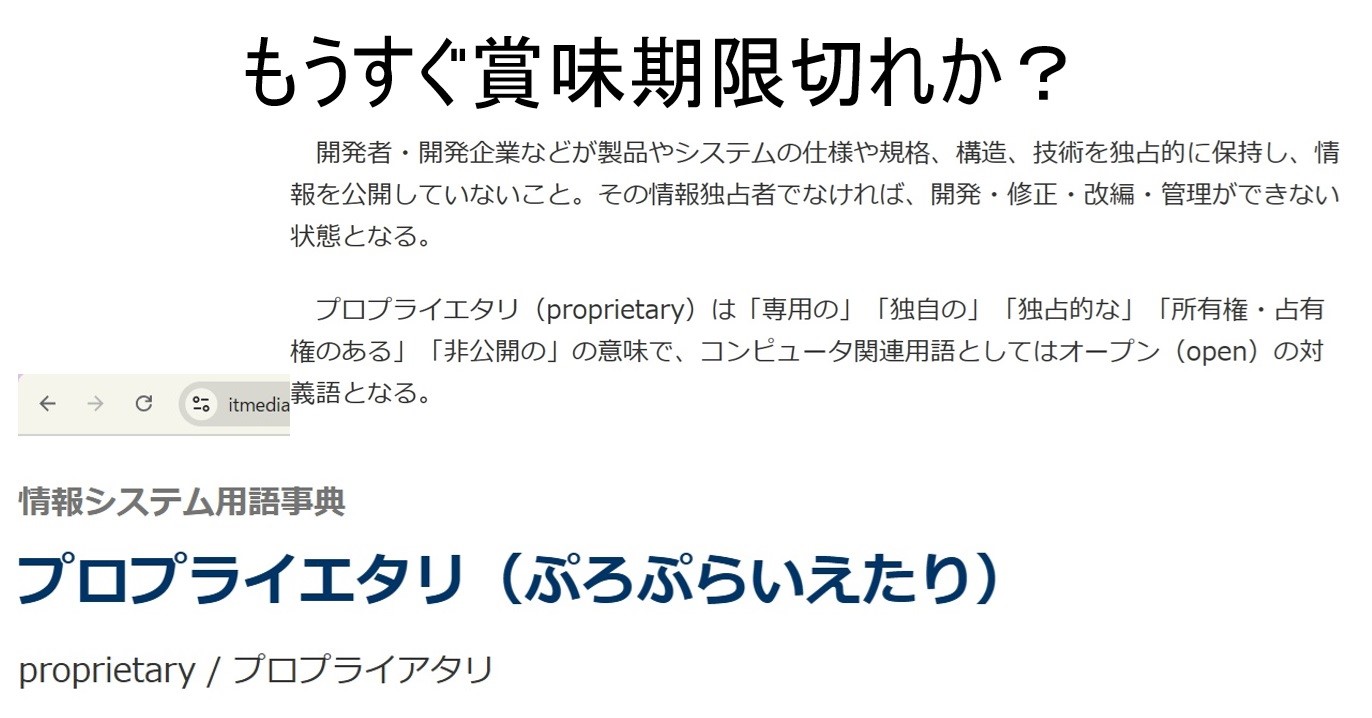 もうすぐ賞味期限切れか？
　開発者・開発企業などが製品やシステムの仕様や規格、構造、技術を独占的に保持し、情
報を公開していないこと。その情報独占者でなければ、開発・修正・改編・管理ができない
状態となる。
　プロプライエタリ（proprietary）は「専用の」「独自の」「独占的な」「所有権・占有
権のある」「非公開の」の意味で、コンピュータ関連用語としてはオープン（open）の対
義語となる。
itmedia
情報システム用語事典
プロプライエタリ（ぷろぷらいえたり）
proprietary / プロプライアタリ